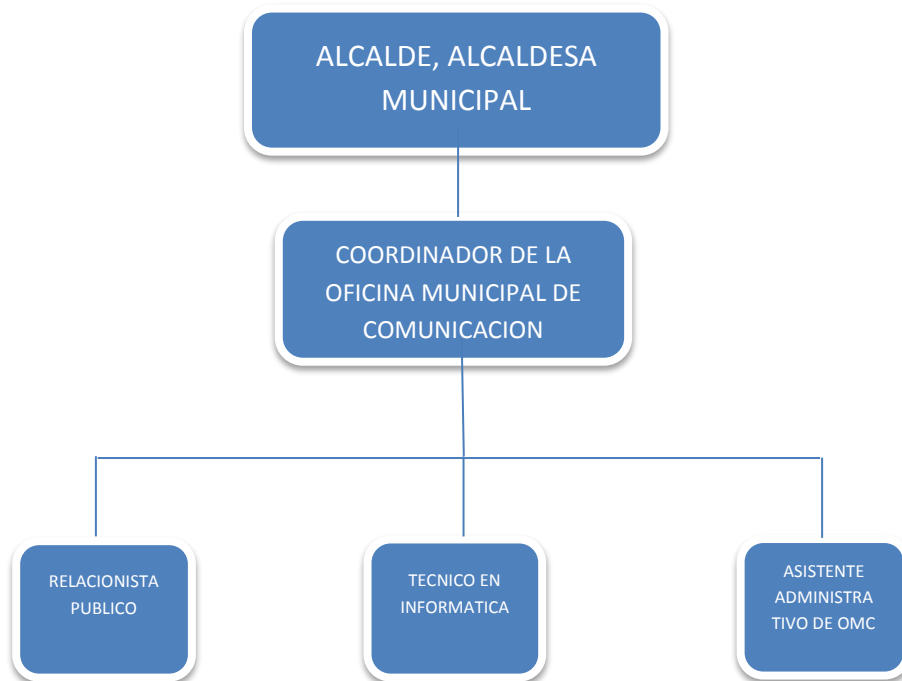 ALCALDE, ALCALDESA
MUNICIPAL
COORDINADOR DE LA
OFICINA MUNICIPAL DE
COMUNICACION
RELACIONISTA
PUBLICO
TECNICO EN
INFORMATICA
ASISTENTE
ADMINISTRA
TIVO DE OMC